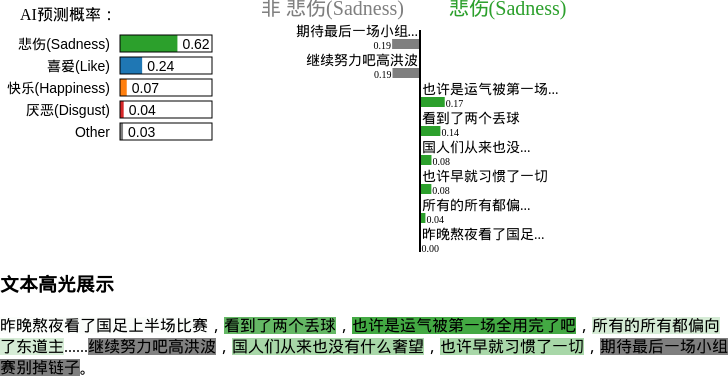 AI预测概率：
悲伤(Sadness) 0.62
喜爱(Like) 0.24
快乐(Happiness) 0.07
厌恶(Disgust) 0.04
Other 0.03
非 悲伤(Sadness) 悲伤(Sadness)
期待最后一场小组...
0.19
继续努力吧高洪波
0.19
也许是运气被第一场...
0.17
看到了两个丢球
0.14
国人们从来也没...
0.08
也许早就习惯了一切
0.08
所有的所有都偏...
0.04
昨晚熬夜看了国足...
0.00
文本高光展示
昨晚熬夜看了国足上半场比赛，看到了两个丢球，也许是运气被第一场全用完了吧，所有的所有都偏向
了东道主......继续努力吧高洪波，国人们从来也没有什么奢望，也许早就习惯了一切，期待最后一场小组
赛别掉链子。